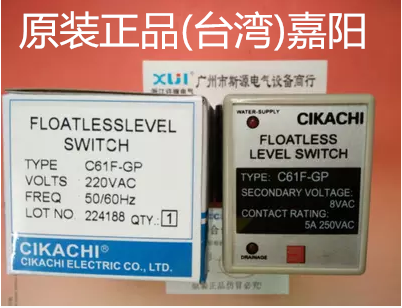 原装正品(台湾)嘉阳
XUI
广州市斯源电气设备商行
FLOATLESSLEVEL
SWITCH
TYPE C61F-GP
VOLTS 220VAC
FREQ 50/60Hz
LOT NO. 224188 QTY.: 1
CIKACHI
CIKACHI ELECTRIC CO., LTD.
WATER-SUPPLY
CIKACHI
FLOATLESS
LEVEL SWITCH
TYPE: C61F-GP
SECONDARY VOLTAGE:
8VAC
CONTACT RATING:
5A 250VAC
DRAINAGE